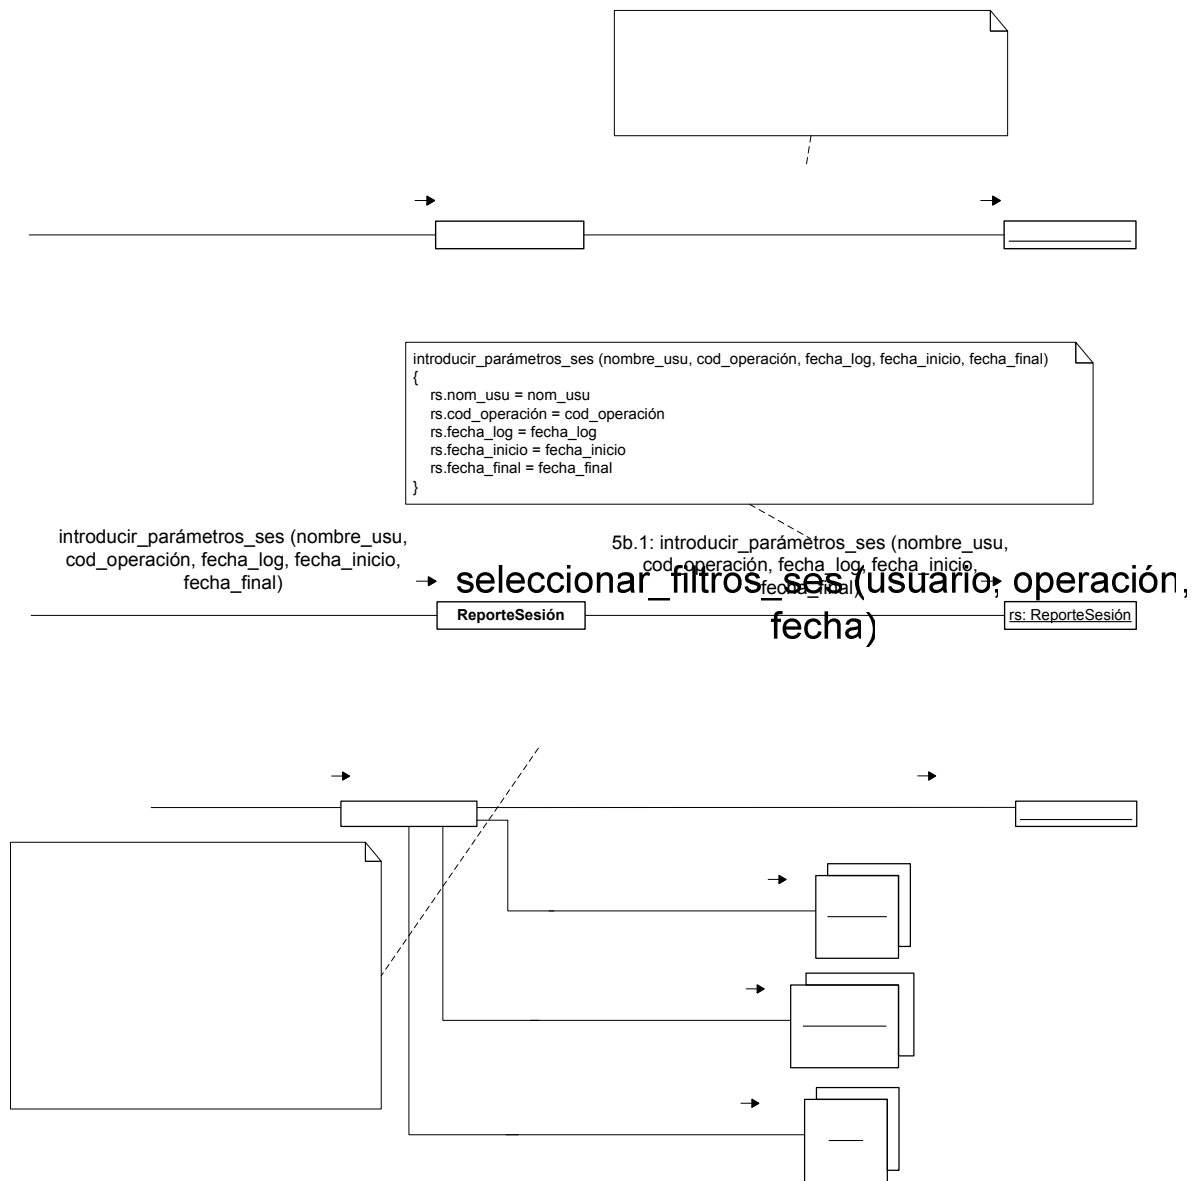 introducir_parámetros_ses (nombre_usu, cod_operación, fecha_log, fecha_inicio, fecha_final)
{
rs.nom_usu = nom_usu
rs.cod_operación = cod_operación
rs.fecha_log = fecha_log
rs.fecha_inicio = fecha_inicio
rs.fecha_final = fecha_final
}
introducir_parámetros_ses (nombre_usu,
cod_operación, fecha_log, fecha_inicio,
fecha_final)
5b.1: introducir_parámetros_ses (nombre_usu,
cod_operación, fecha_log, fecha_inicio,
fecha_final)
seleccionar_filtros_ses (usuario, operación,
fecha)
ReporteSesión
rs: ReporteSesión